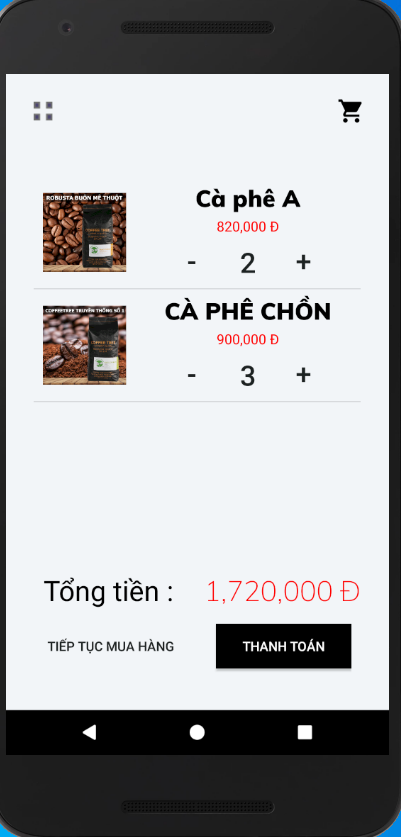 ROBUSTA BUÔN MÊ THUỘT
Cà phê A
820,000 Đ
- 2 +
COFFEETREE TRUYỀN THỐNG SỐ 1
CÀ PHÊ CHỒN
900,000 Đ
- 3 +
Tổng tiền : 1,720,000 Đ
TIẾP TỤC MUA HÀNG
THANH TOÁN